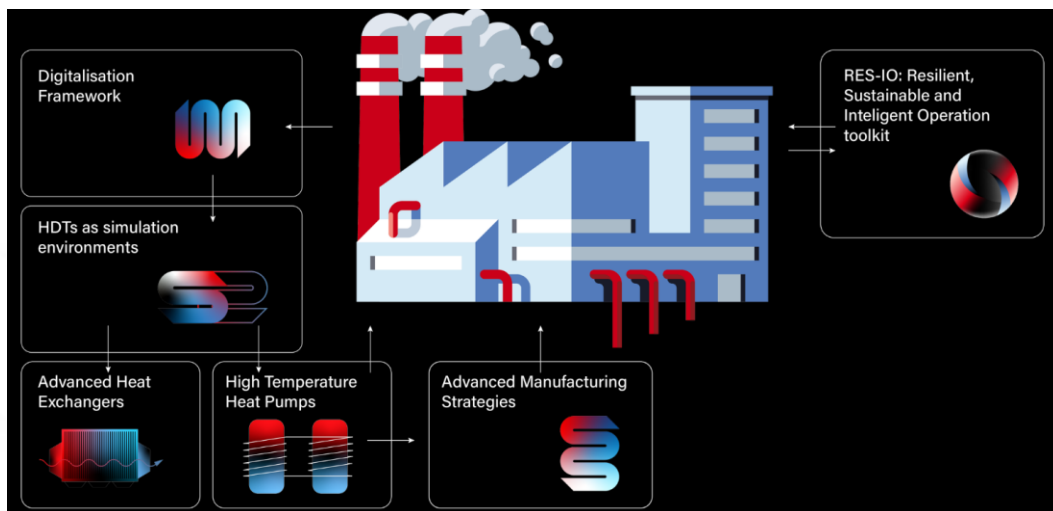 Digitalisation
Framework
HDTs as simulation
environments
Advanced Heat
Exchangers
High Temperature
Heat Pumps
Advanced Manufacturing
Strategies
RES-IO: Resilient,
Sustainable and
Inteligent Operation
toolkit